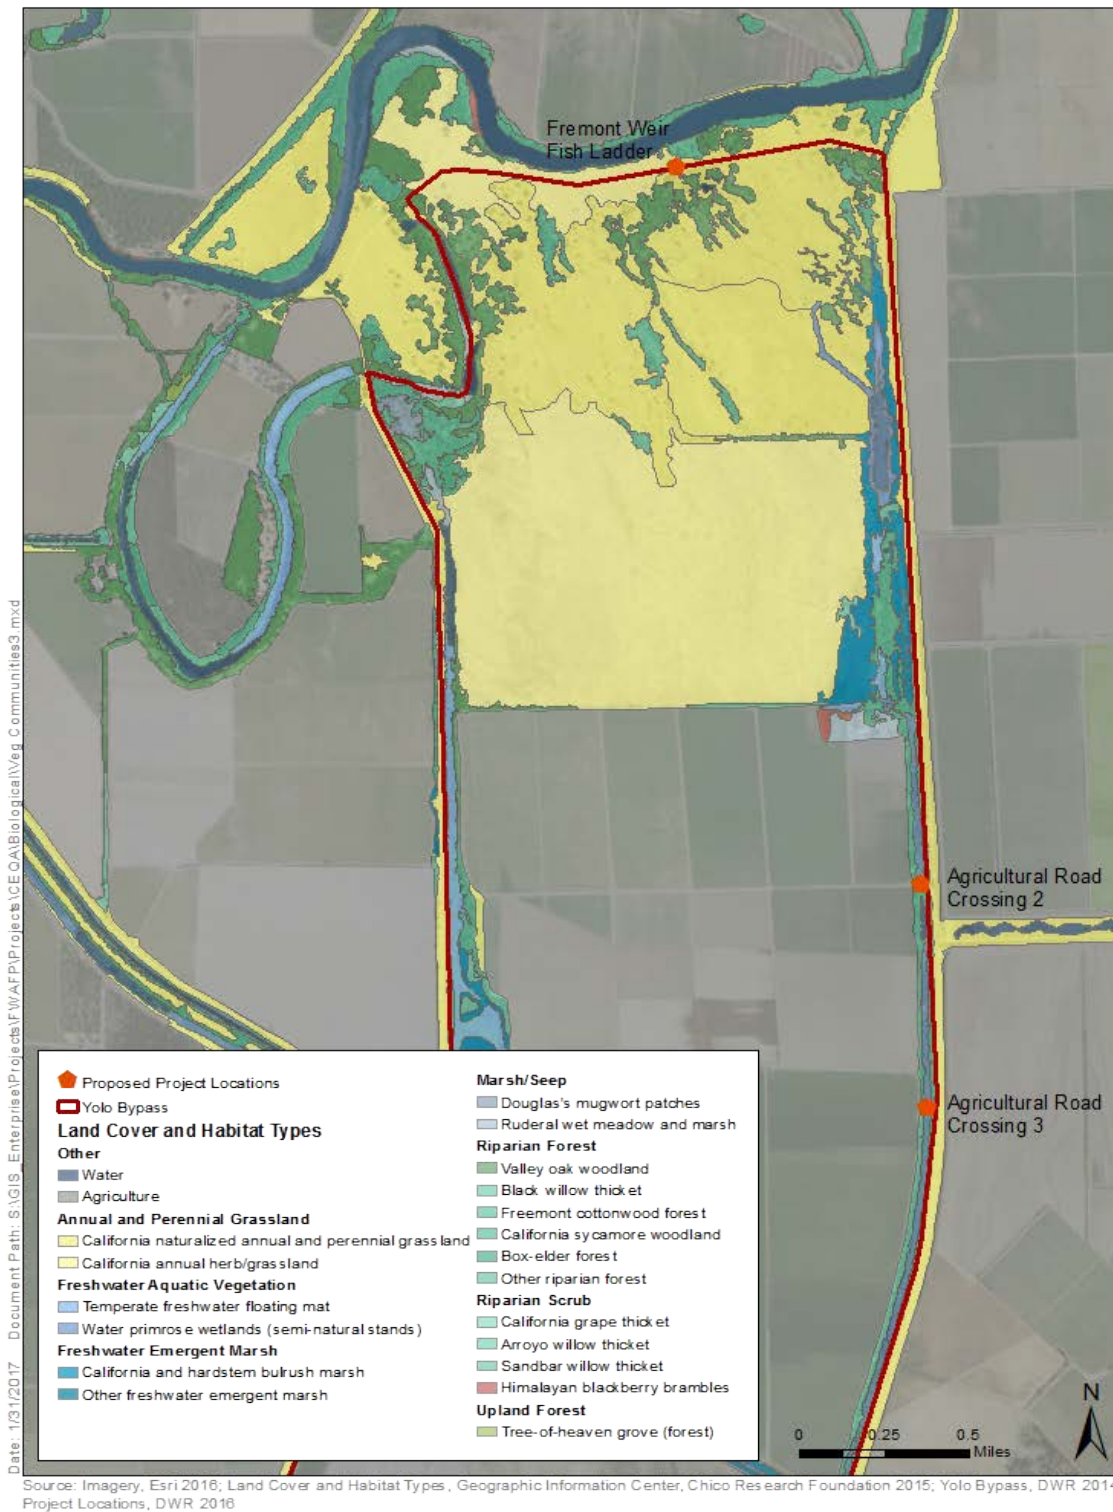 Fremont Weir
Fish Ladder
Agricultural Road
Crossing 2
Agricultural Road
Crossing 3
Proposed Project Locations
Yolo Bypass
Land Cover and Habitat Types
Other
Water
Agriculture
Annual and Perennial Grassland
California naturalized annual and perennial grassland
California annual herb/grassland
Freshwater Aquatic Vegetation
Temperate freshwater floating mat
Water primrose wetlands (semi-natural stands)
Freshwater Emergent Marsh
California and hardstem bulrush marsh
Other freshwater emergent marsh
Marsh/Seep
Douglas's mugwort patches
Ruderal wet meadow and marsh
Riparian Forest
Valley oak woodland
Black willow thicket
Freemont cottonwood forest
California sycamore woodland
Box-elder forest
Other riparian forest
Riparian Scrub
California grape thicket
Arroyo willow thicket
Sandbar willow thicket
Himalayan blackberry brambles
Upland Forest
Tree-of-heaven grove (forest)
N
0 0.25 0.5
Miles
Date: 1/31/2017 Document Path: S:\GIS_Enterprise\Projects\FWAFP\Projects\CEQA\Biological\Veg Communities3.mxd
Source: Imagery, Esri 2016; Land Cover and Habitat Types, Geographic Information Center, Chico Research Foundation 2015; Yolo Bypass, DWR 2014
Project Locations, DWR 2016